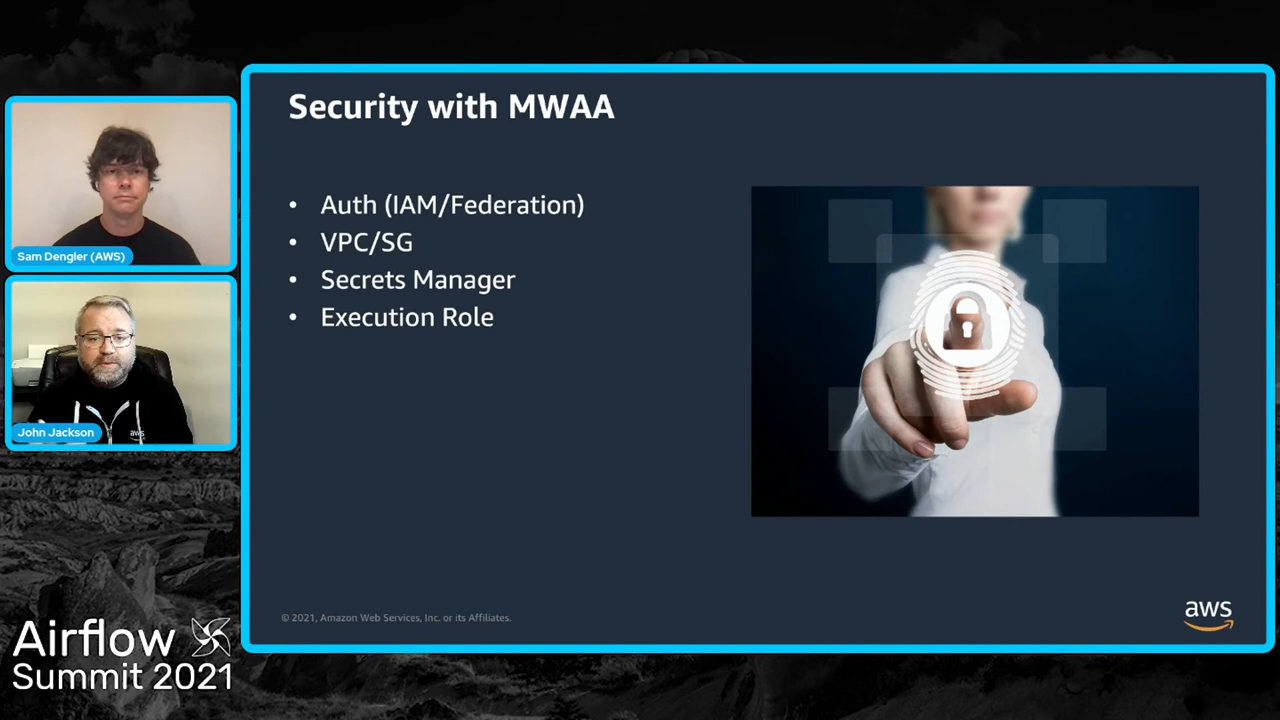 Security with MWAA
• Auth (IAM/Federation)
• VPC/SG
• Secrets Manager
• Execution Role
© 2021, Amazon Web Services, Inc. or its Affiliates.
aws
Sam Dengler (AWS)
aws
John Jackson
Airflow
Summit 2021